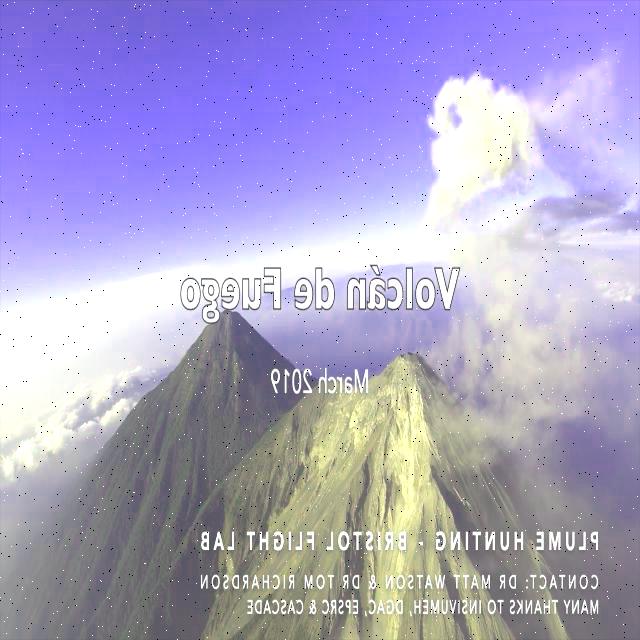 Volcán de Fuego
March 2019
PLUME HUNTING - BRISTOL FLIGHT LAB
CONTACT: DR MATT WATSON & DR TOM RICHARDSON
MANY THANKS TO INSIVUMEH, DGAC, EPSRC & CASCADE